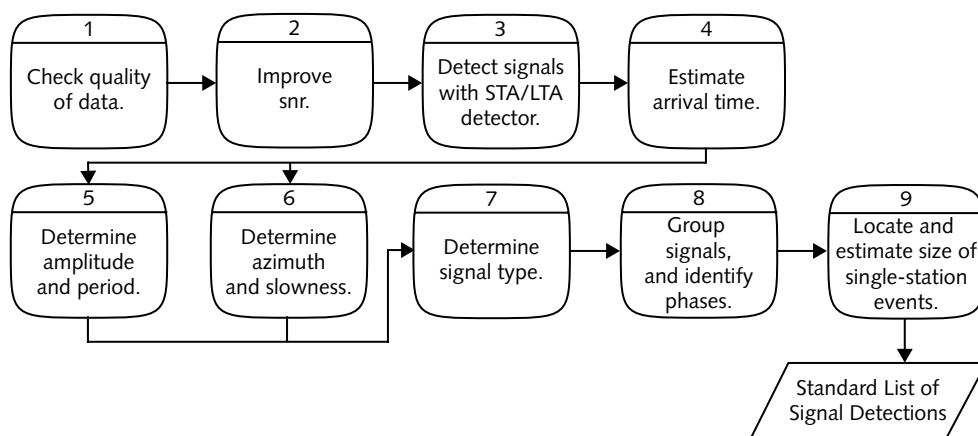 1
Check quality
of data.
2
Improve
snr.
3
Detect signals
with STA/LTA
detector.
4
Estimate
arrival time.
5
Determine
amplitude
and period.
6
Determine
azimuth
and slowness.
7
Determine
signal type.
8
Group
signals,
and identify
phases.
9
Locate and
estimate size of
single-station
events.
Standard List of
Signal Detections